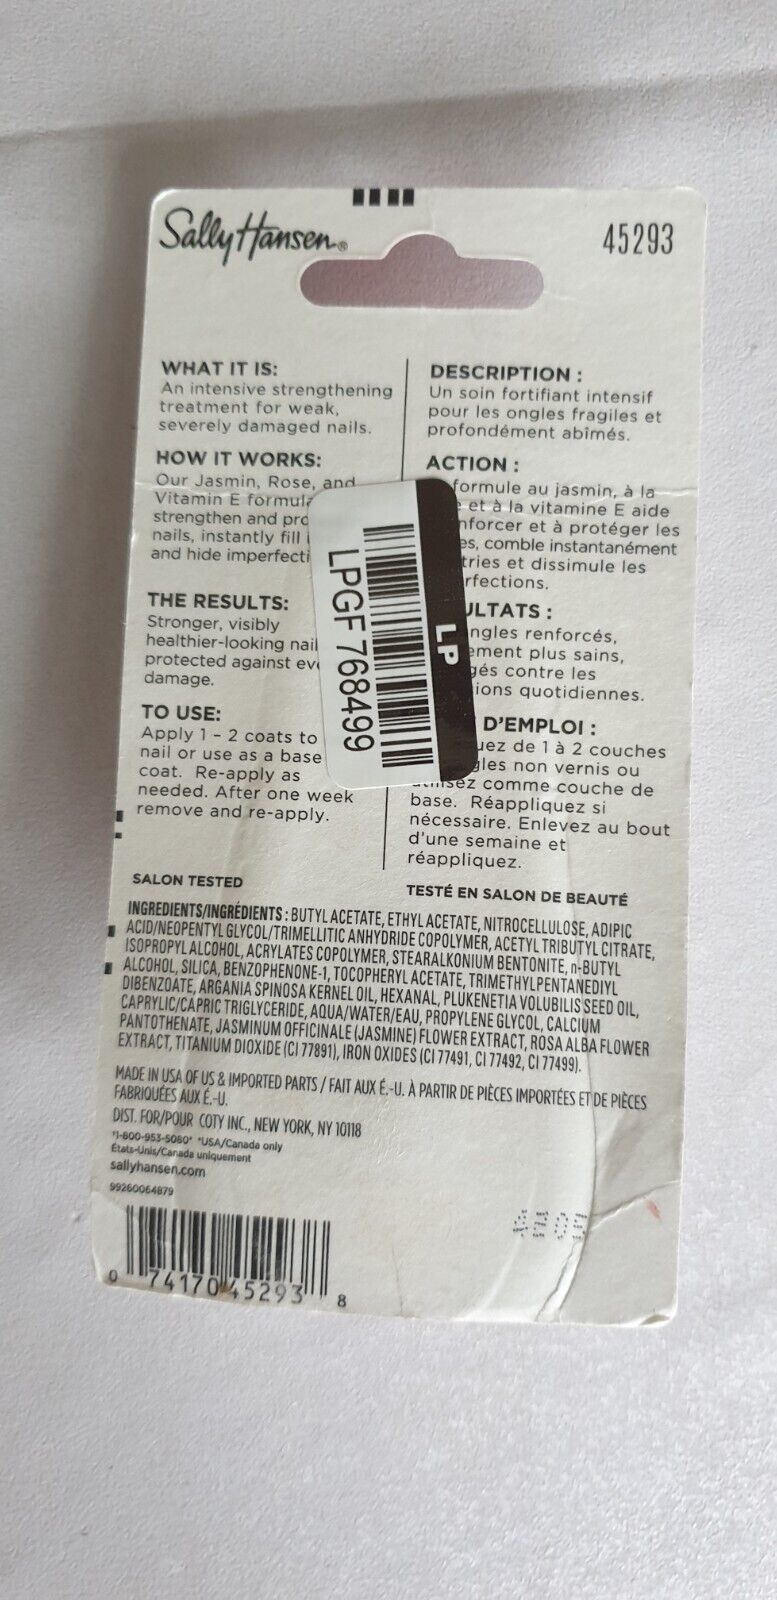 Sally Hansen®
45293
WHAT IT IS:
An intensive strengthening
treatment for weak,
severely damaged nails.
HOW IT WORKS:
Our Jasmin, Rose, and
Vitamin E formula
strengthen and
nails, instantly fill
and hide
THE RESULTS:
Stronger, visibly
healthier-looking
protected against
damage.
TO USE:
Apply 1 - 2 coats to
nail or use as a base
coat. Re-apply as
needed. After one week
remove and re-apply.
SALON TESTED
DESCRIPTION :
Un soin fortifiant intensif
pour les ongles fragiles et
profondément abîmés.
ACTION :
formule au jasmin, à la
et à la vitamine E aide
et à protéger les
comble instantanément
et dissimule les
D'EMPLOI :
de 1 à 2 couches
non vernis ou
comme couche de
base. Réappliquez si
nécessaire. Enlevez au bout
d'une semaine et
réappliquez.
TESTÉ EN SALON DE BEAUTÉ
ongles renforcés,
plus sains,
contre les
quotidiennes.
LP
LPGF 768499
INGREDIENTS/INGRÉDIENTS : BUTYL ACETATE, ETHYL ACETATE, NITROCELLULOSE, ADIPIC
ACID/NEOPENTYL GLYCOL/TRIMELLITIC ANHYDRIDE COPOLYMER, ACETYL TRIBUTYL CITRATE,
ISOPROPYL ALCOHOL, ACRYLATES COPOLYMER, STEARALKONIUM BENTONITE, n-BUTYL
ALCOHOL, SILICA, BENZOPHENONE-1, TOCOPHERYL ACETATE, TRIMETHYLPENTANEDIYL
DIBENZOATE, ARGANIA SPINOSA KERNEL OIL, HEXANAL, PLUKENETIA VOLUBILIS SEED OIL,
CAPRYLIC/CAPRIC TRIGLYCERIDE, AQUA/WATER/EAU, PROPYLENE GLYCOL, CALCIUM
PANTOTHENATE, JASMINUM OFFICINALE (JASMINE) FLOWER EXTRACT, ROSA ALBA FLOWER
EXTRACT, TITANIUM DIOXIDE (CI 77891), IRON OXIDES (CI 77491, CI 77492, CI 77499).
MADE IN USA OF US & IMPORTED PARTS / FAIT AUX É.-U. À PARTIR DE PIÈCES IMPORTÉES ET DE PIÈCES
FABRIQUÉES AUX É.-U.
DIST. FOR/POUR COTY INC., NEW YORK, NY 10118
*1-800-953-5080* *USA/Canada only
États-Unis/Canada uniquement
sallyhansen.com
99260064879
0 74170 45293 8